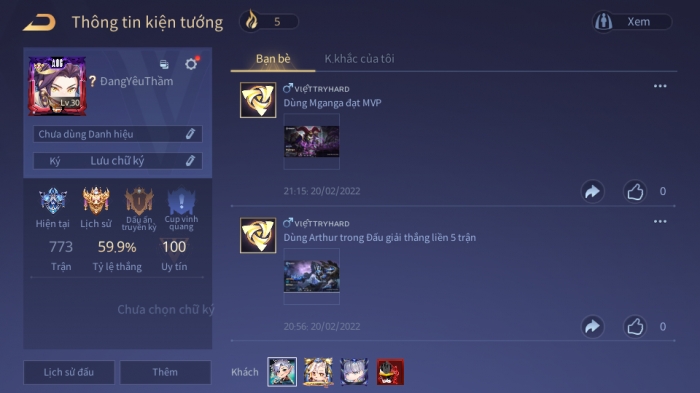 Thông tin kiện tướng
5
Xem
AOG
Lv.30
? ĐangYêuThầm
Chưa dùng Danh hiệu
Ký Lưu chữ ký
Hiện tại
Lịch sử
Dấu ấn truyền kỳ
Cup vinh quang
773
59,9%
100
Trận
Tỷ lệ thắng
Uy tín
Chưa chọn chữ ký
Lịch sử đấu
Thêm
Bạn bè
K.khắc của tôi
VIỆTTRYHARD
Dùng Mganga đạt MVP
21:15: 20/02/2022
0
VIỆTTRYHARD
Dùng Arthur trong Đấu giải thắng liền 5 trận
20:56: 20/02/2022
0
Khách